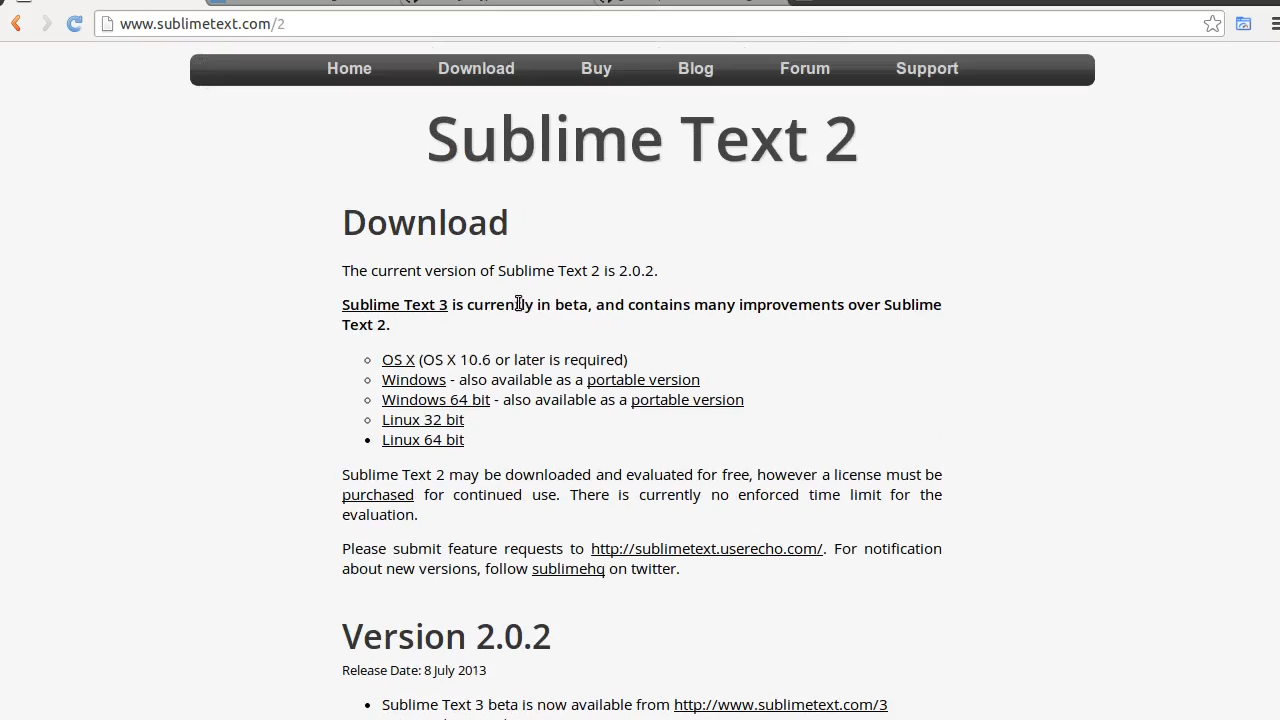 www.sublimetext.com/2
Home Download Buy Blog Forum Support
Sublime Text 2
Download
The current version of Sublime Text 2 is 2.0.2.
Sublime Text 3 is currently in beta, and contains many improvements over Sublime
Text 2.
OS X (OS X 10.6 or later is required)
Windows - also available as a portable version
Windows 64 bit - also available as a portable version
Linux 32 bit
Linux 64 bit
Sublime Text 2 may be downloaded and evaluated for free, however a license must be
purchased for continued use. There is currently no enforced time limit for the
evaluation.
Please submit feature requests to http://sublimetext.userecho.com/. For notification
about new versions, follow sublimehq on twitter.
Version 2.0.2
Release Date: 8 July 2013
Sublime Text 3 beta is now available from http://www.sublimetext.com/3